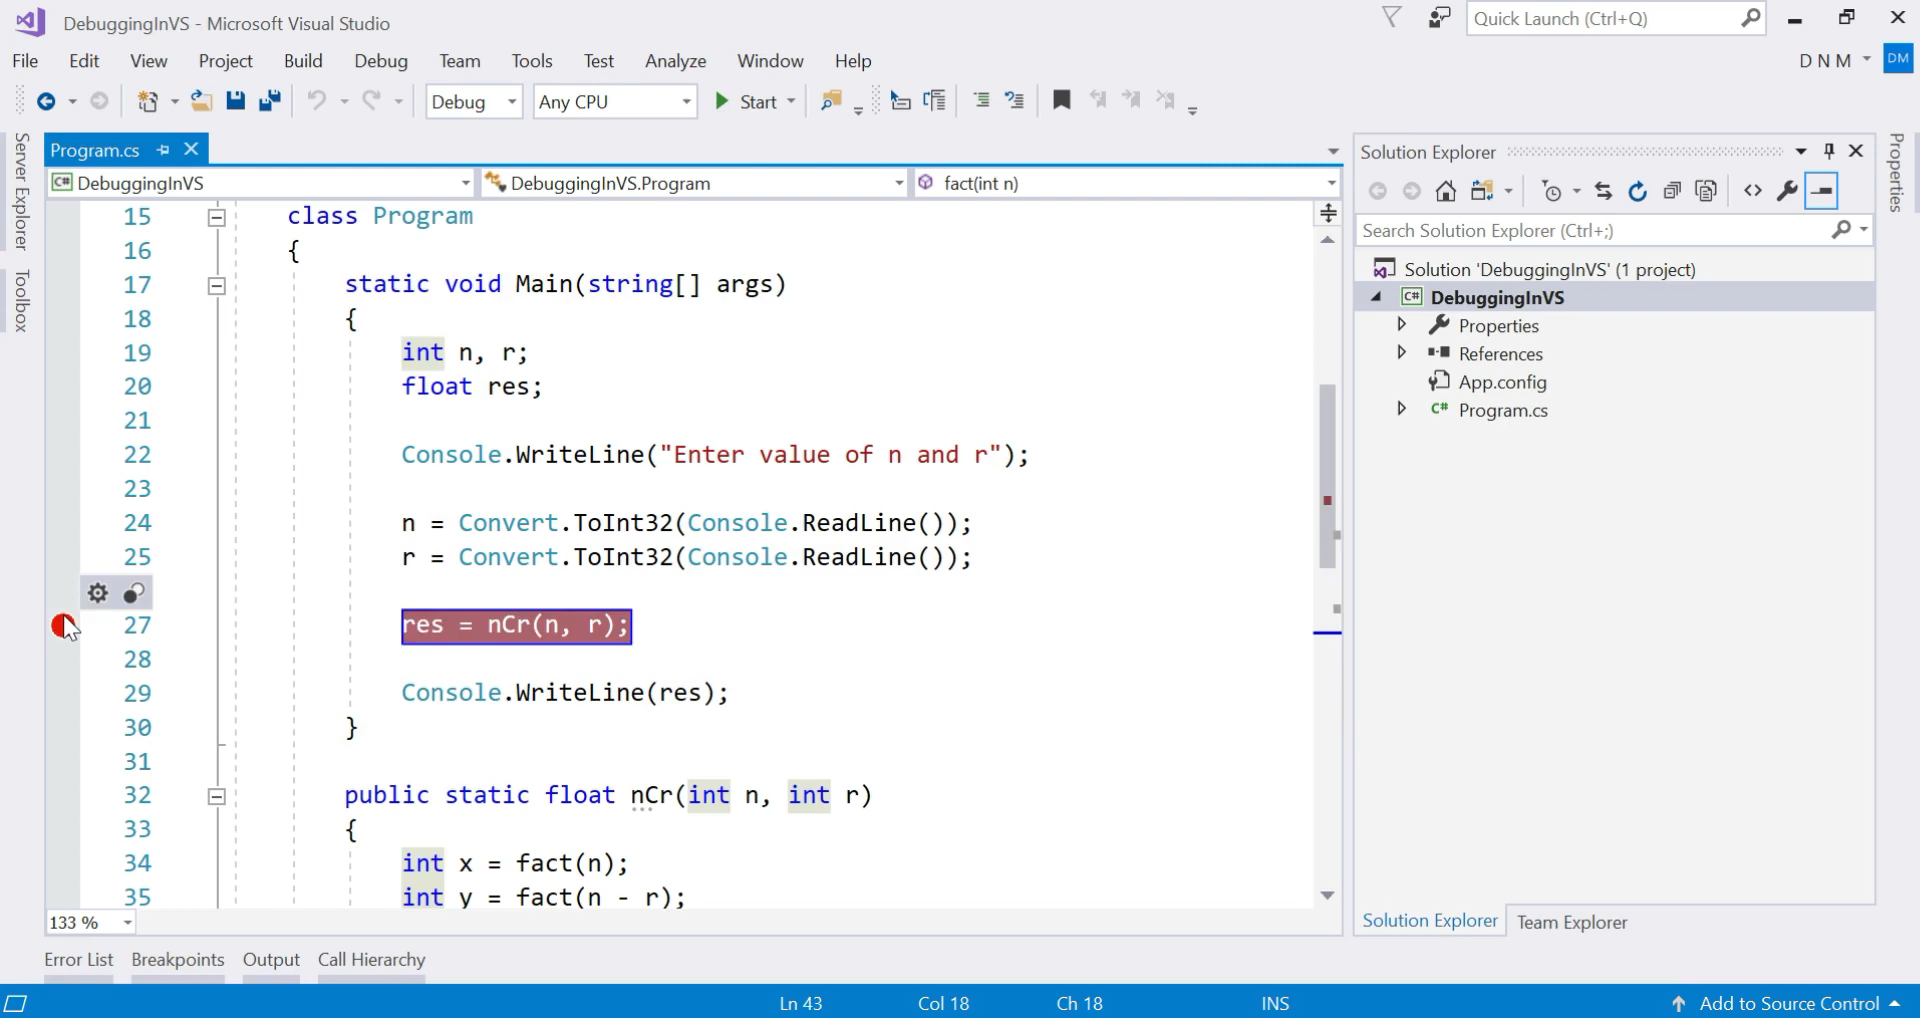 DebuggingInVS - Microsoft Visual Studio
Quick Launch (Ctrl+Q)
File Edit View Project Build Debug Team Tools Test Analyze Window Help
D N M
DM
Debug
Any CPU
Start
Server Explorer
Toolbox
Program.cs
C# DebuggingInVS
DebuggingInVS.Program
fact(int n)
15 class Program
16 {
17 static void Main(string[] args)
18 {
19 int n, r;
20 float res;
21
22 Console.WriteLine("Enter value of n and r");
23
24 n = Convert.ToInt32(Console.ReadLine());
25 r = Convert.ToInt32(Console.ReadLine());
27 res = nCr(n, r);
28
29 Console.WriteLine(res);
30 }
31
32 public static float nCr(int n, int r)
33 {
34 int x = fact(n);
35 int y = fact(n - r);
133 %
Solution Explorer
Search Solution Explorer (Ctrl+;)
Solution 'DebuggingInVS' (1 project)
C# DebuggingInVS
Properties
References
App.config
C# Program.cs
Solution Explorer Team Explorer
Properties
Error List Breakpoints Output Call Hierarchy
Ln 43 Col 18 Ch 18 INS
Add to Source Control